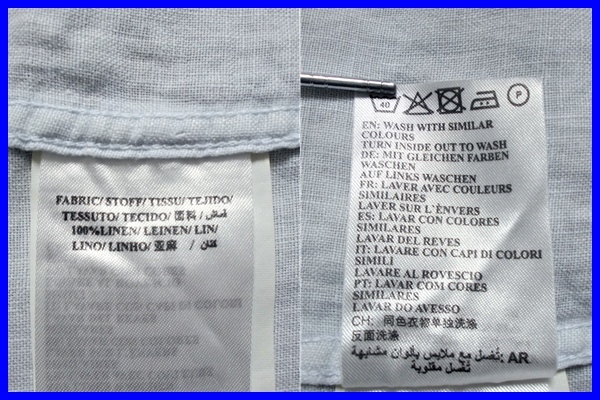 FABRIC/ STOFF/ TISSU/ TEJIDO/
TESSUTO/ TECIDO/ 面料 / قماش /
100%LINEN/ LEINEN/ LIN/
LINO/ LINHO/ 亚麻 / كتان
40
P
EN: WASH WITH SIMILAR
COLOURS
TURN INSIDE OUT TO WASH
DE: MIT GLEICHEN FARBEN
WASCHEN
AUF LINKS WASCHEN
FR: LAVER AVEC COULEURS
SIMILAIRES
LAVER SUR L'ÈNVERS
ES: LAVAR CON COLORES
SIMILARES
LAVAR DEL REVES
IT: LAVARE CON CAPI DI COLORI
SIMILI
LAVARE AL ROVESCIO
PT: LAVAR COM CORES
SIMILARES
LAVAR DO AVESSO
CH: 同色衣物单独洗涤
反面洗涤
AR: تُغسل مع ملابس بألوان مشابهة
تغسل مقلوبة